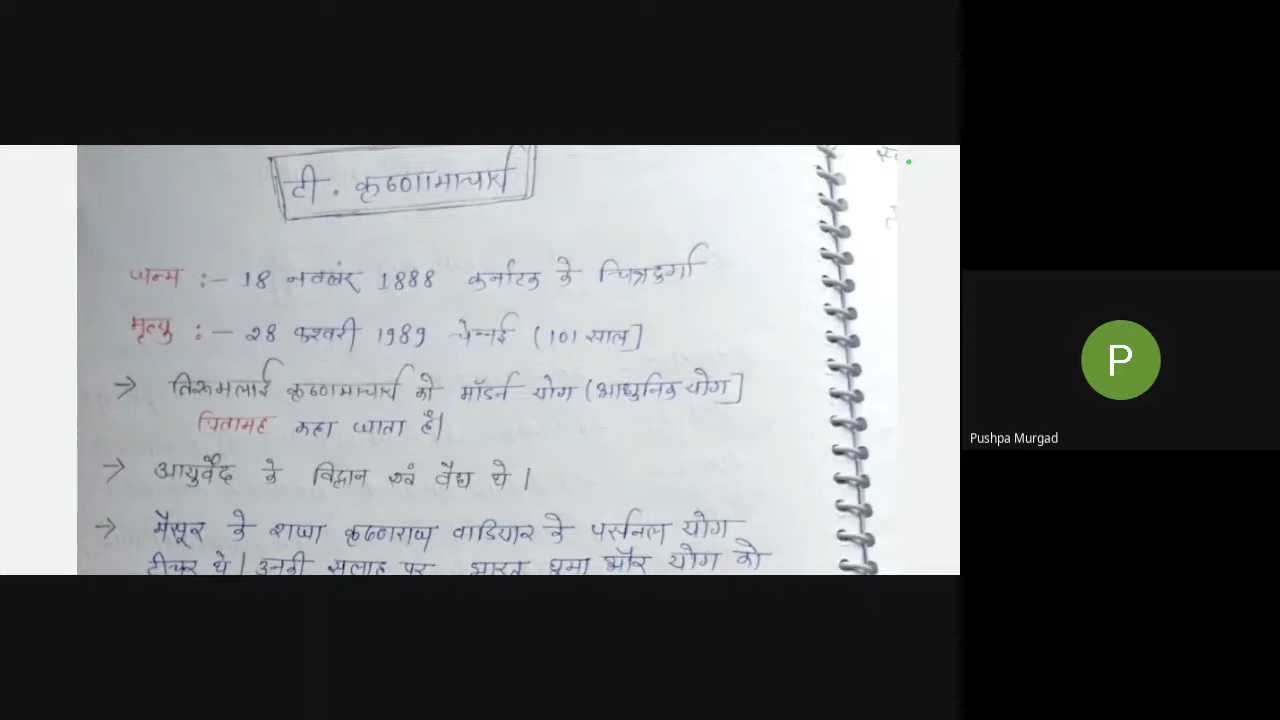 टी. कृष्णामाचार्य
जन्म :- 18 नवम्बर 1888 कर्नाटक के चित्रदुर्गा
मृत्यु :- 28 फरवरी 1989 चेन्नई (101 साल]
→ तिरूमलाई कृष्णामाचार्य को मॉडर्न योग (आधुनिक योग]
पितामह कहा जाता है।
→ आयुर्वेद के विद्वान एवं वैद्य थे।
→ मैसूर के राजा कृष्णराज वाडियार के पर्सनल योग
टीचर थे। उनकी सलाह पर भारत घूमा और योग को
P
Pushpa Murgad